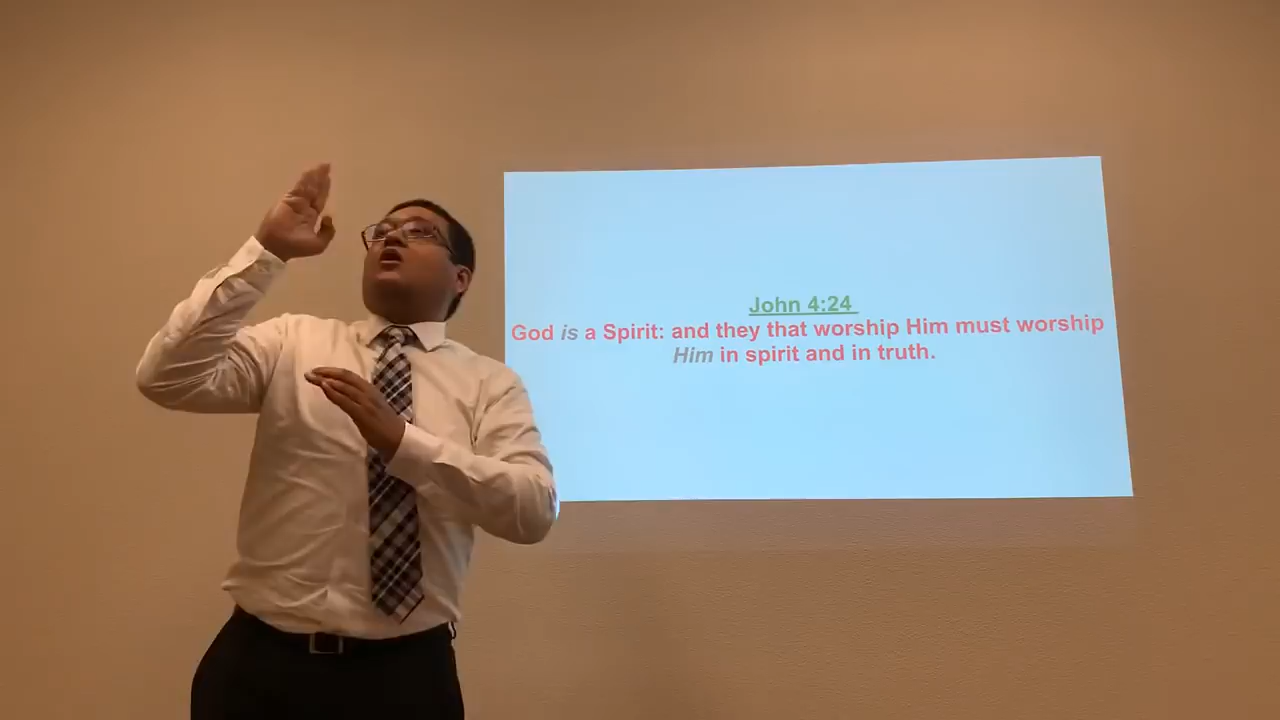 John 4:24
God is a Spirit: and they that worship Him must worship
Him in spirit and in truth.